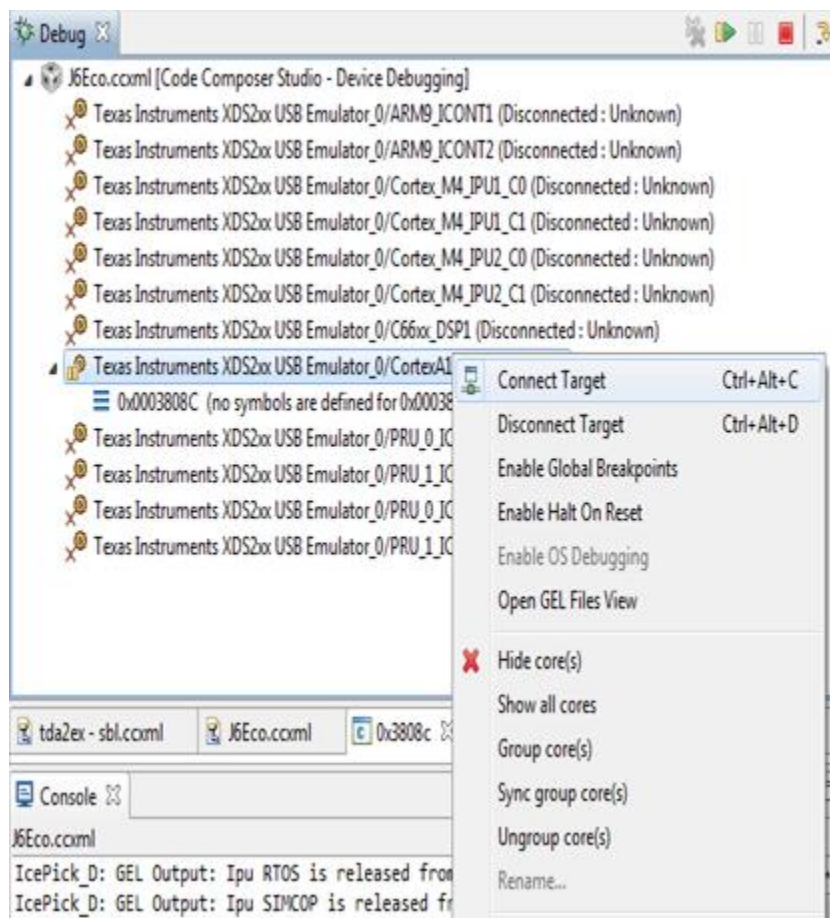 Debug
J6Eco.ccxml [Code Composer Studio - Device Debugging]
Texas Instruments XDS2xx USB Emulator_0/ARM9_ICONT1 (Disconnected : Unknown)
Texas Instruments XDS2xx USB Emulator_0/ARM9_ICONT2 (Disconnected : Unknown)
Texas Instruments XDS2xx USB Emulator_0/Cortex_M4_IPU1_C0 (Disconnected : Unknown)
Texas Instruments XDS2xx USB Emulator_0/Cortex_M4_IPU1_C1 (Disconnected : Unknown)
Texas Instruments XDS2xx USB Emulator_0/Cortex_M4_IPU2_C0 (Disconnected : Unknown)
Texas Instruments XDS2xx USB Emulator_0/Cortex_M4_IPU2_C1 (Disconnected : Unknown)
Texas Instruments XDS2xx USB Emulator_0/C66xx_DSP1 (Disconnected : Unknown)
Texas Instruments XDS2xx USB Emulator_0/CortexA1
0x0003808C (no symbols are defined for 0x00038
Texas Instruments XDS2xx USB Emulator_0/PRU_0_IC
Texas Instruments XDS2xx USB Emulator_0/PRU_1_IC
Texas Instruments XDS2xx USB Emulator_0/PRU_0_IC
Texas Instruments XDS2xx USB Emulator_0/PRU_1_IC
Connect Target Ctrl+Alt+C
Disconnect Target Ctrl+Alt+D
Enable Global Breakpoints
Enable Halt On Reset
Enable OS Debugging
Open GEL Files View
Hide core(s)
Show all cores
Group core(s)
Sync group core(s)
Ungroup core(s)
Rename...
tda2ex - sbl.ccxml J6Eco.ccxml 0x3808c
Console
J6Eco.ccxml
IcePick_D: GEL Output: Ipu RTOS is released from
IcePick_D: GEL Output: Ipu SIMCOP is released fr